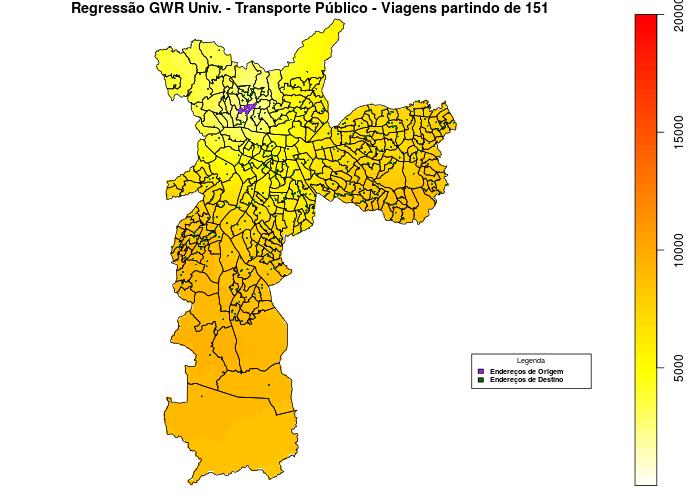 Regressão GWR Univ. - Transporte Público - Viagens partindo de 151
20000
15000
10000
5000
Legenda
Endereços de Origem
Endereços de Destino